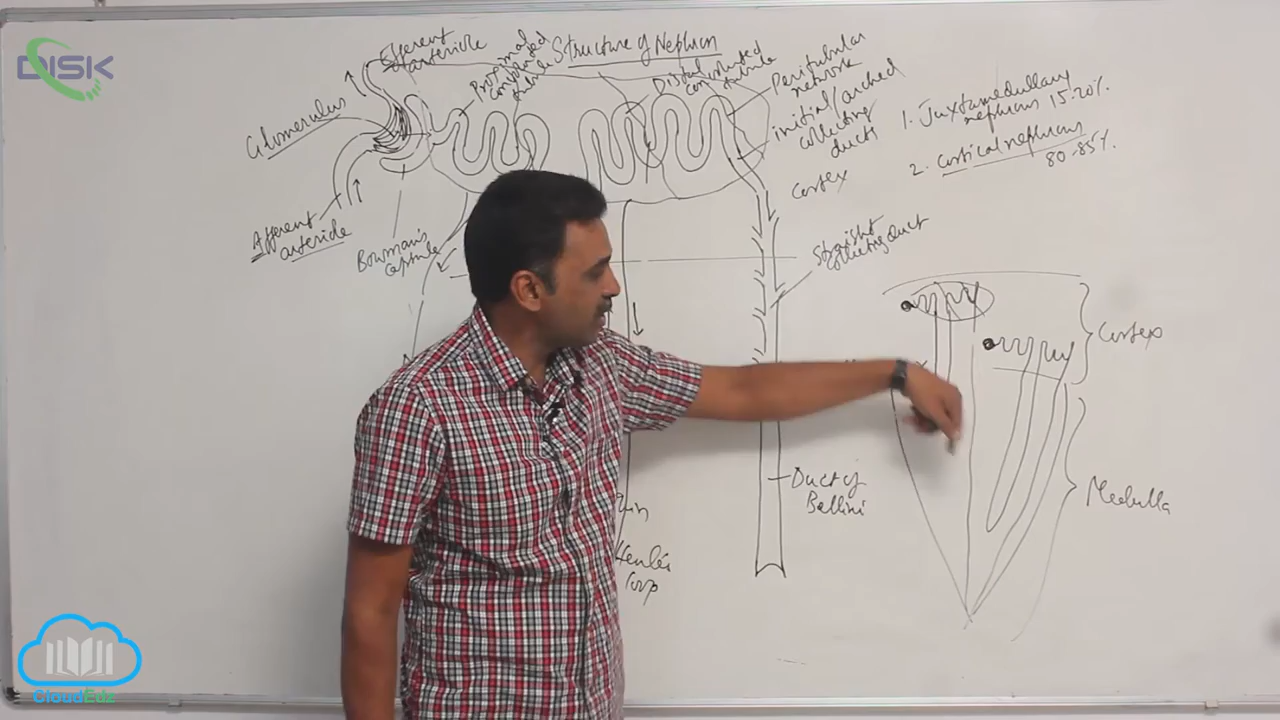 DISK
Structure of Nephron
Efferent
arteriole
Proximal
convoluted
tubule
Distal convoluted
tubule
Peritubular
network
initial/arched
collecting
ducts
Glomerulus
Afferent
arteriole
Bowman's
capsule
Cortex
Straight
collecting duct
Duct of
Bellini
Henle's
loop
1. Juxtamedullary
nephrons 15-20%
2. Cortical nephrons
80-85%
Cortex
Medulla
CloudEdz